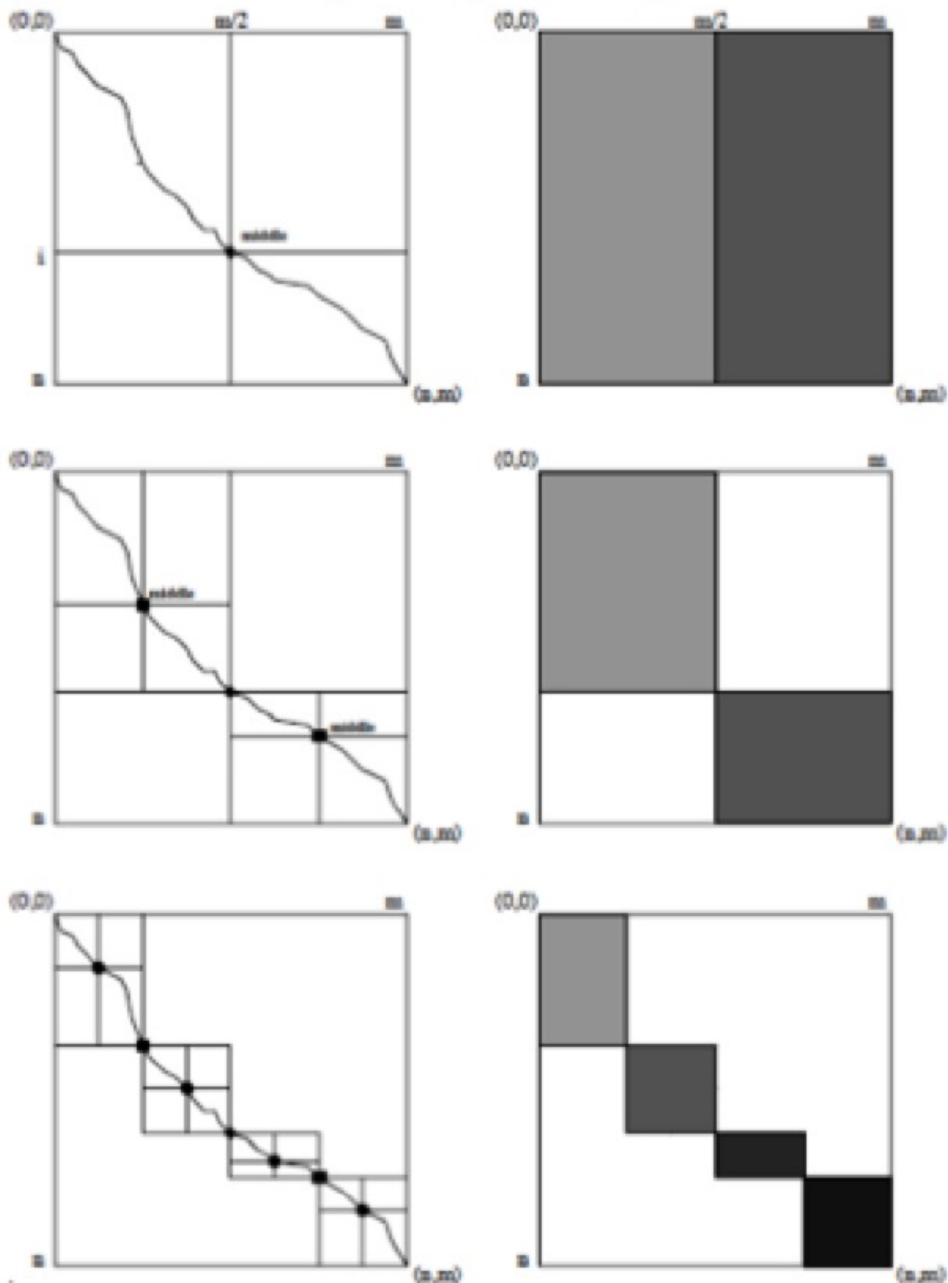 (0,0) m/2 m (0,0) m/2 m
middle
i
n n
(n,m) (n,m)
(0,0) m (0,0) m
middle
middle
n n
(n,m) (n,m)
(0,0) m (0,0) m
n n
(n,m) (n,m)